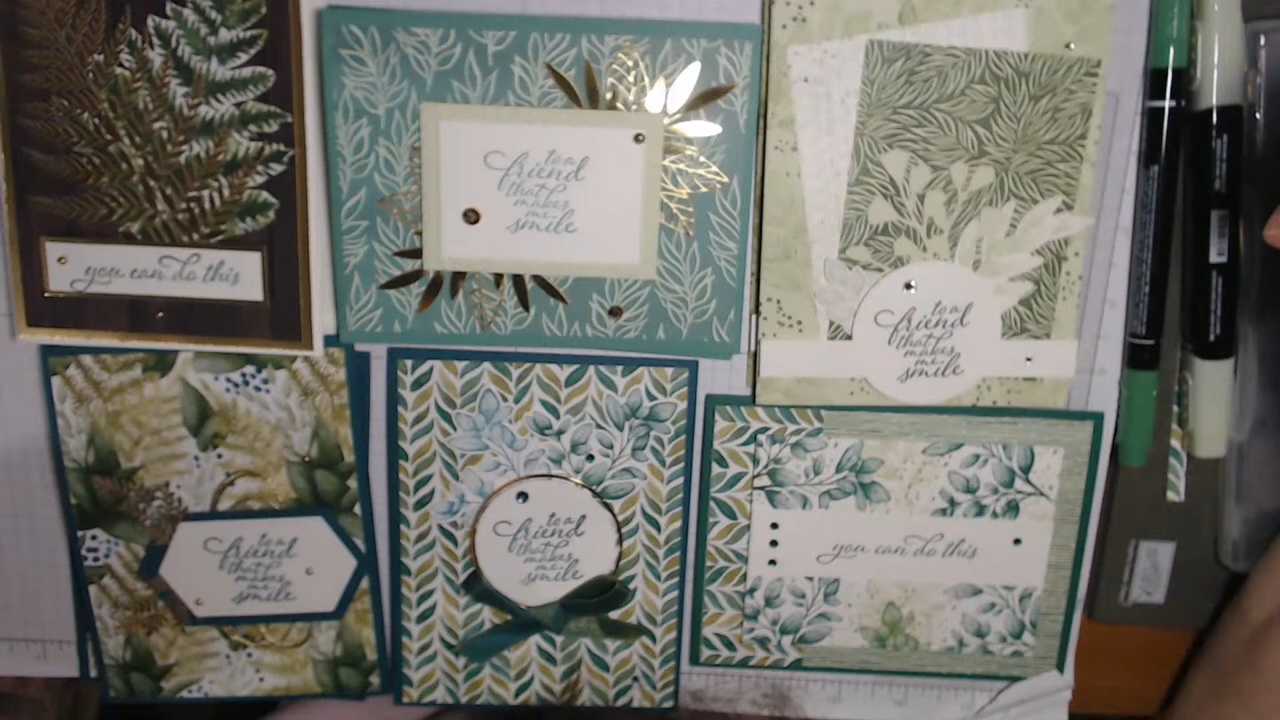 you can do this
to a
friend
that
makes
me
smile
to a
friend
that
makes
me
smile
to a
friend
that
makes
me
smile
to a
friend
that
makes
me
smile
you can do this